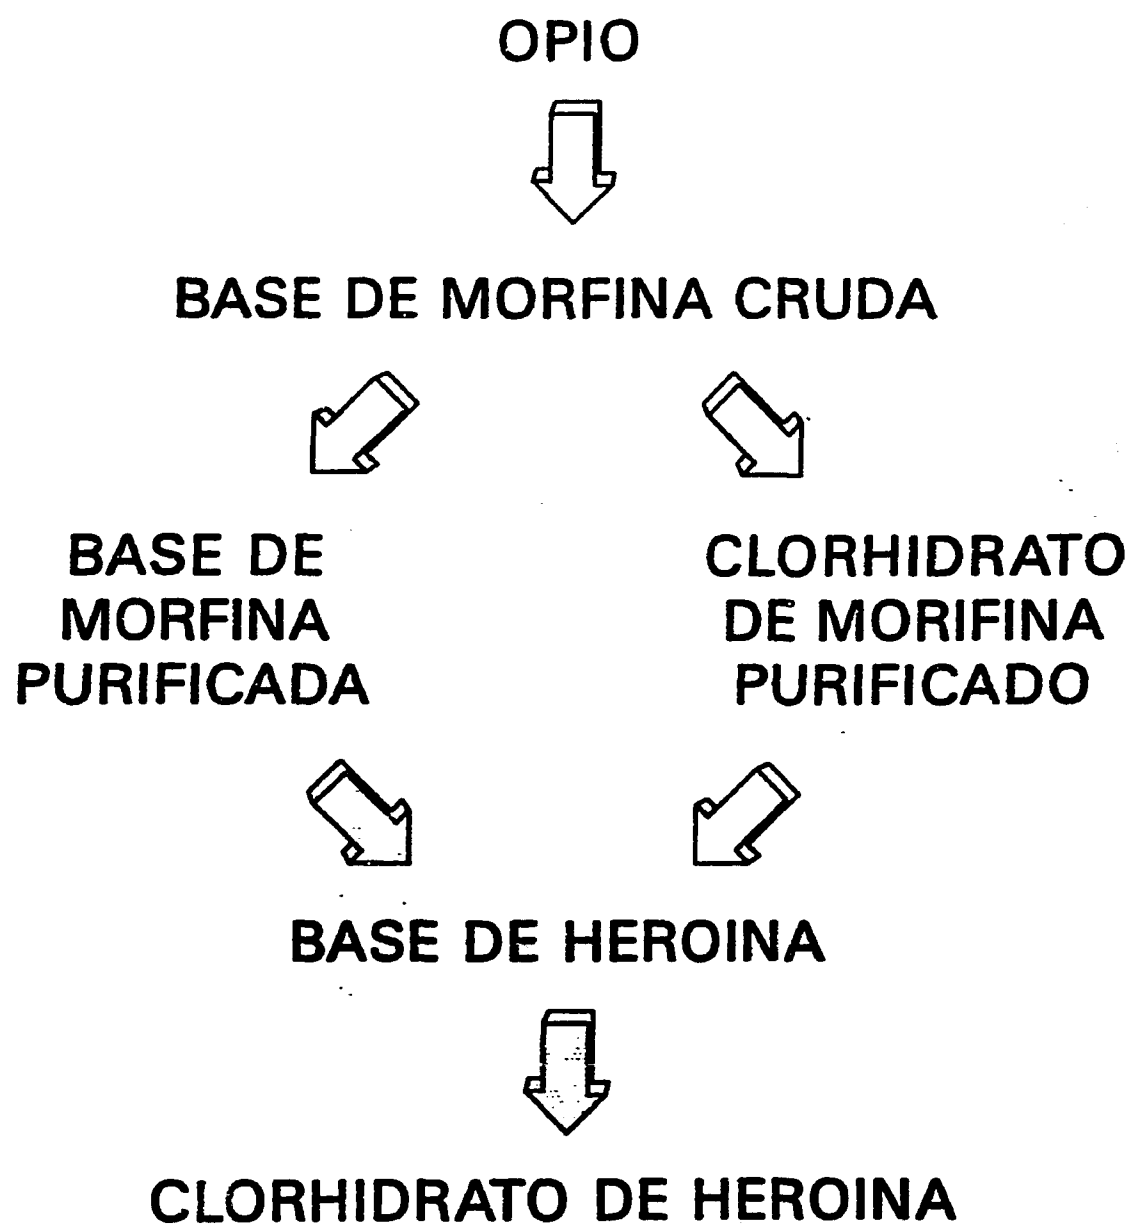 OPIO
BASE DE MORFINA CRUDA
BASE DE
MORFINA
PURIFICADA
CLORHIDRATO
DE MORIFINA
PURIFICADO
BASE DE HEROINA
CLORHIDRATO DE HEROINA